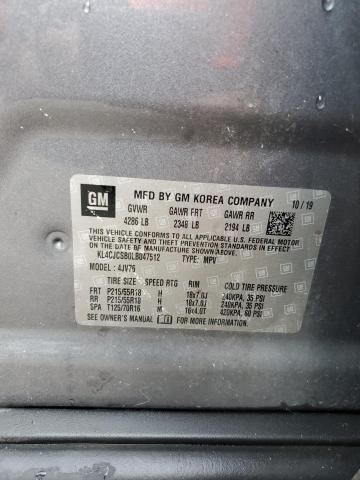 GM
MFD BY GM KOREA COMPANY 10/19
GVWR GAWR FRT GAWR RR
4286 LB 2348 LB 2194 LB
THIS VEHICLE CONFORMS TO ALL APPLICABLE U.S. FEDERAL MOTOR
VEHICLE SAFETY STANDARDS IN EFFECT ON THE DATE OF
MANUFACTURE SHOWN ABOVE.
KL4CJCSB0LB047512 TYPE: MPV
MODEL: 4JV76
TIRE SIZE SPEED RTG RIM COLD TIRE PRESSURE
FRT P215/55R18 H 18x7.0J 240KPA, 35 PSI
RR P215/55R18 H 18x7.0J 240KPA, 35 PSI
SPA T125/70R16 M 16x4.0T 420KPA, 60 PSI
SEE OWNER'S MANUAL FOR MORE INFORMATION